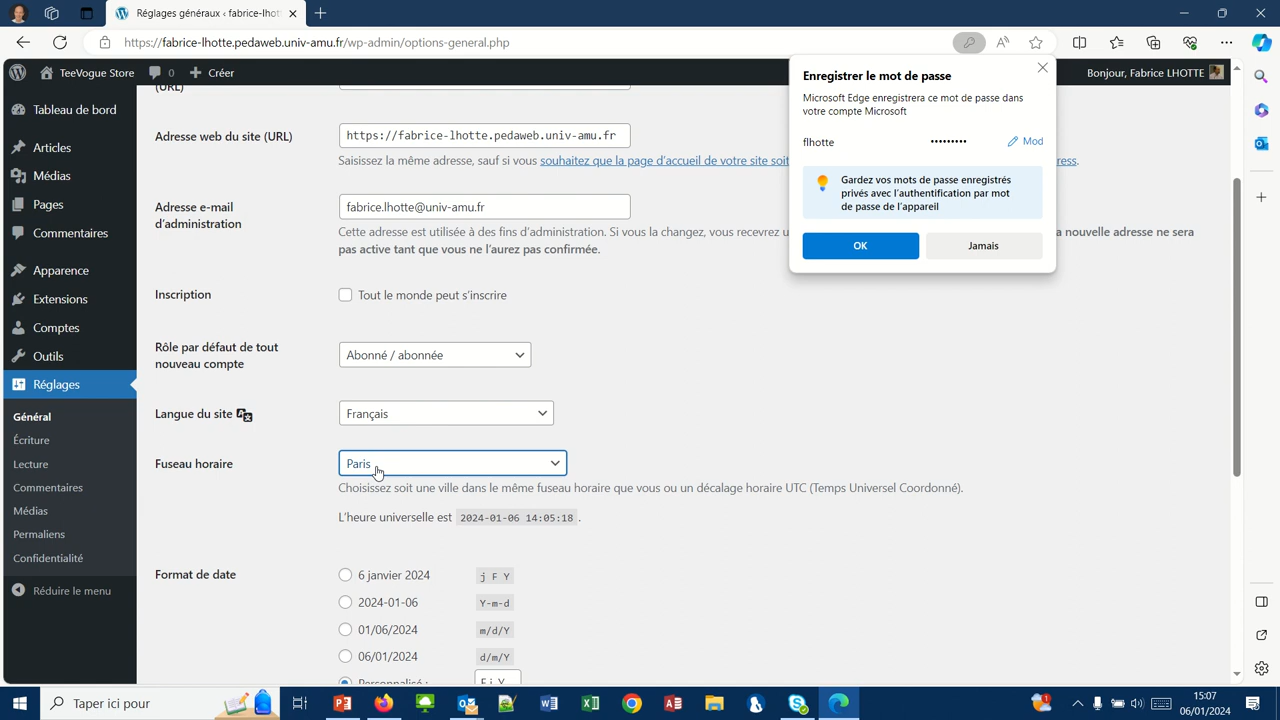 Réglages généraux ‹ fabrice-lhot
https://fabrice-lhotte.pedaweb.univ-amu.fr/wp-admin/options-general.php
TeeVogue Store
0
Créer
Bonjour, Fabrice LHOTTE
Tableau de bord
Articles
Médias
Pages
Commentaires
Apparence
Extensions
Comptes
Outils
Réglages
Général
Écriture
Lecture
Commentaires
Médias
Permaliens
Confidentialité
Réduire le menu
(URL)
Adresse web du site (URL)
https://fabrice-lhotte.pedaweb.univ-amu.fr
Saisissez la même adresse, sauf si vous souhaitez que la page d'accueil de votre site soit
ress.
Adresse e-mail
d'administration
fabrice.lhotte@univ-amu.fr
Cette adresse est utilisée à des fins d'administration. Si vous la changez, vous recevrez u
a nouvelle adresse ne sera
pas active tant que vous ne l'aurez pas confirmée.
Inscription
Tout le monde peut s'inscrire
Rôle par défaut de tout
nouveau compte
Abonné / abonnée
Langue du site
Français
Fuseau horaire
Paris
Choisissez soit une ville dans le même fuseau horaire que vous ou un décalage horaire UTC (Temps Universel Coordonné).
L'heure universelle est 2024-01-06 14:05:18 .
Format de date
6 janvier 2024 j F Y
2024-01-06 Y-m-d
01/06/2024 m/d/Y
06/01/2024 d/m/Y
Personnalisé : F j, Y
Enregistrer le mot de passe
Microsoft Edge enregistrera ce mot de passe dans
votre compte Microsoft
flhotte ••••••••• Mod
Gardez vos mots de passe enregistrés
privés avec l'authentification par mot
de passe de l'appareil
OK
Jamais
Taper ici pour
15:07
06/01/2024